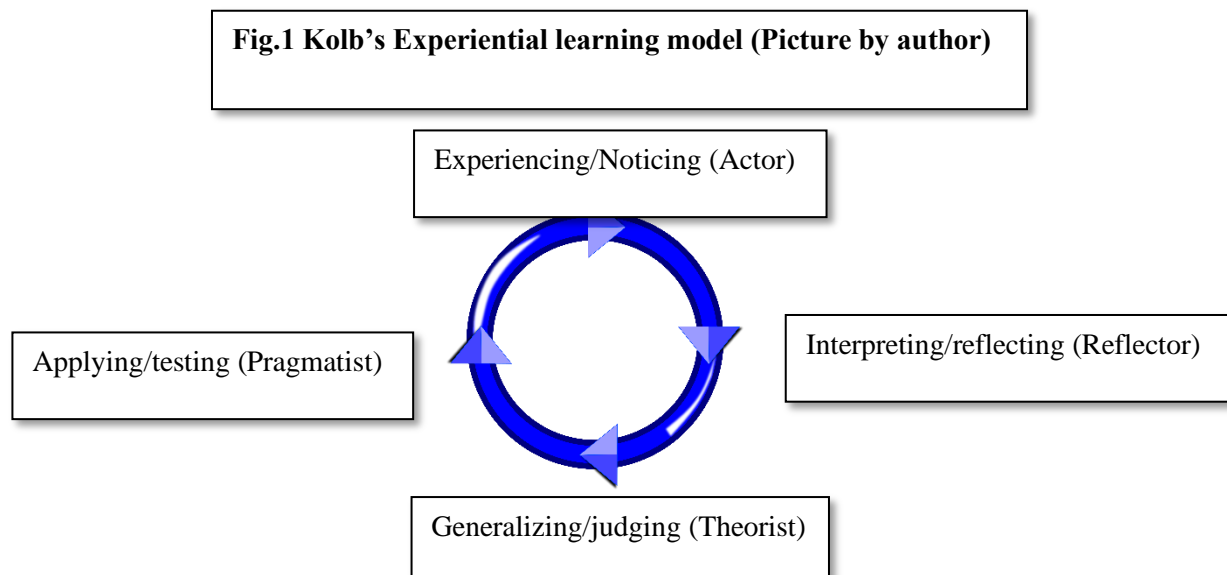 Fig.1 Kolb’s Experiential learning model (Picture by author)
Experiencing/Noticing (Actor)
Applying/testing (Pragmatist)
Interpreting/reflecting (Reflector)
Generalizing/judging (Theorist)